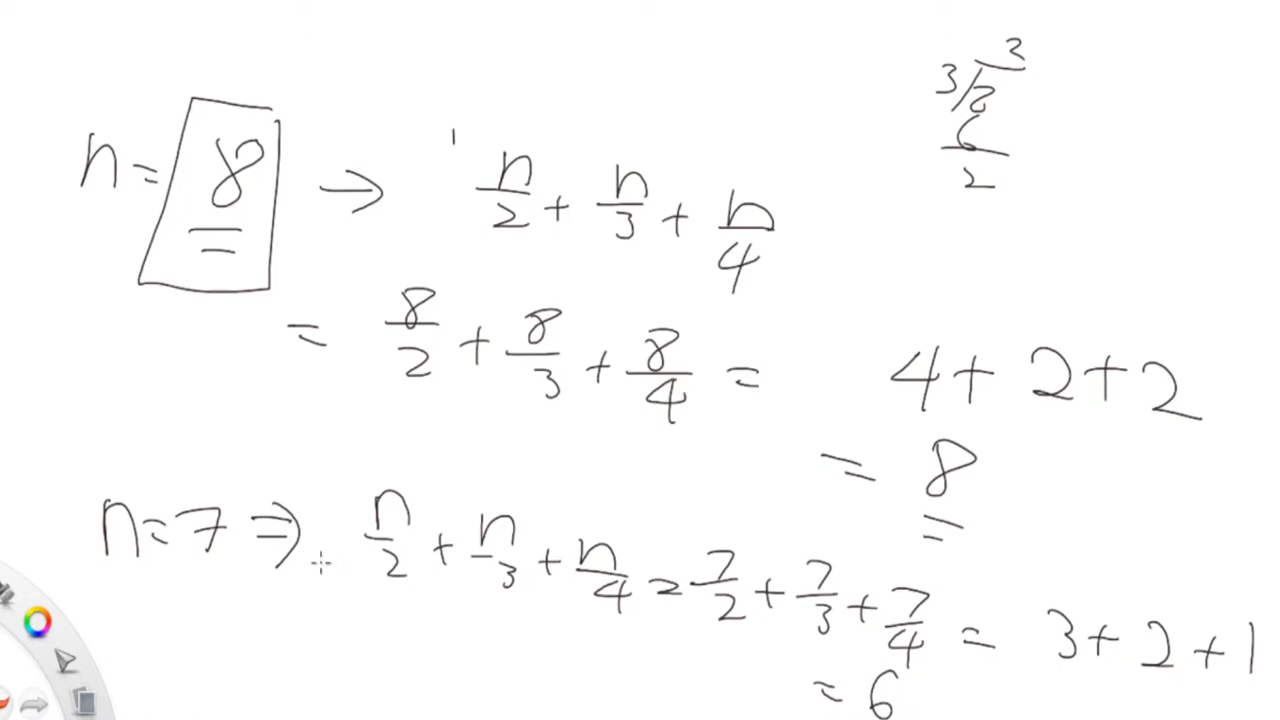 n = 8 → n/2 + n/3 + n/4
= 8/2 + 8/3 + 8/4 = 4 + 2 + 2
= 8
n = 7 ⇒ n/2 + n/3 + n/4 = 7/2 + 7/3 + 7/4 = 3 + 2 + 1
= 6
3
3/8
6
2